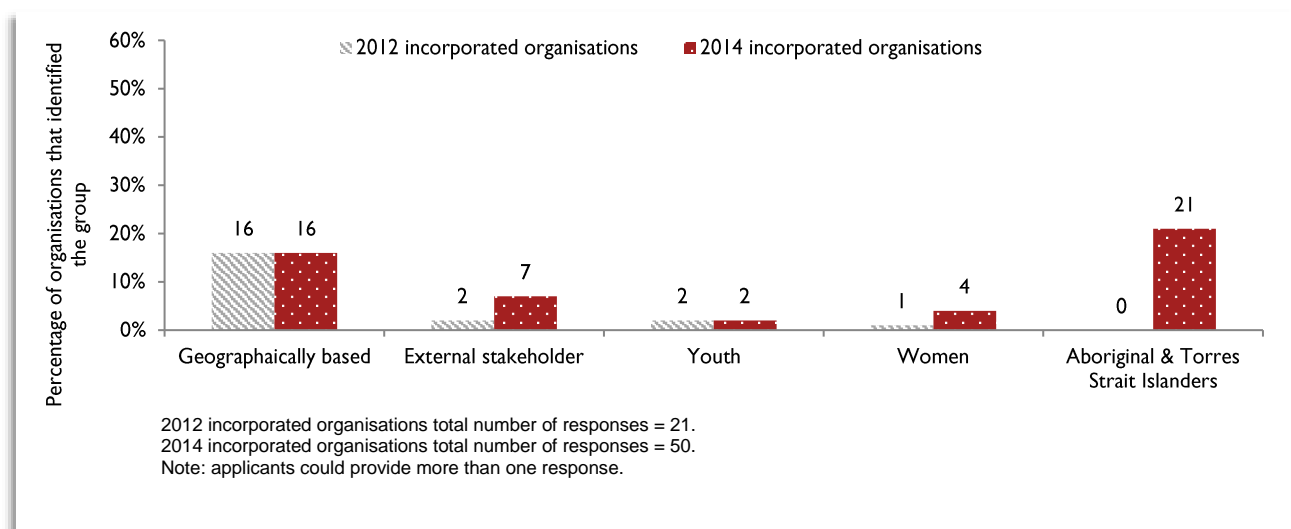 Percentage of organisations that identified
the group
60%
50%
40%
30%
20%
10%
0%
2012 incorporated organisations
2014 incorporated organisations
16
16
2
7
2
2
1
4
0
21
Geographaically based
External stakeholder
Youth
Women
Aboriginal & Torres
Strait Islanders
2012 incorporated organisations total number of responses = 21.
2014 incorporated organisations total number of responses = 50.
Note: applicants could provide more than one response.